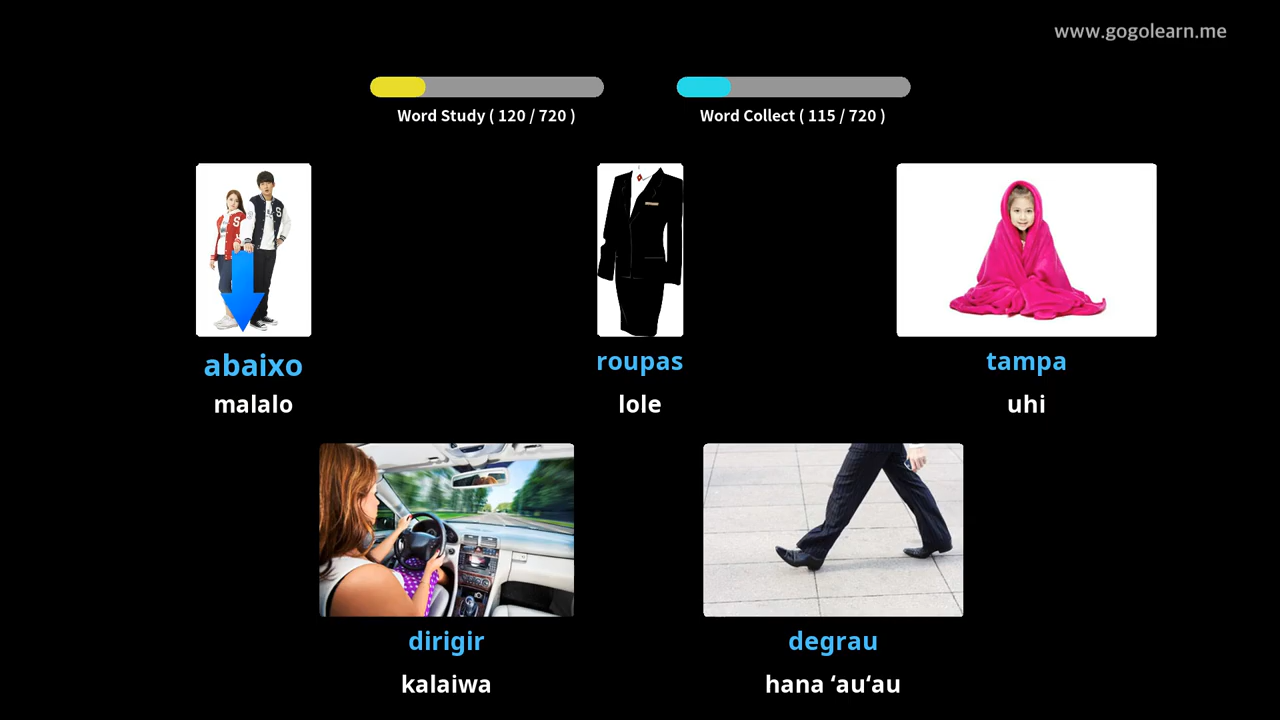 www.gogolearn.me
Word Study ( 120 / 720 )
Word Collect ( 115 / 720 )
abaixo
malalo
roupas
lole
tampa
uhi
dirigir
kalaiwa
degrau
hana ʻauʻau